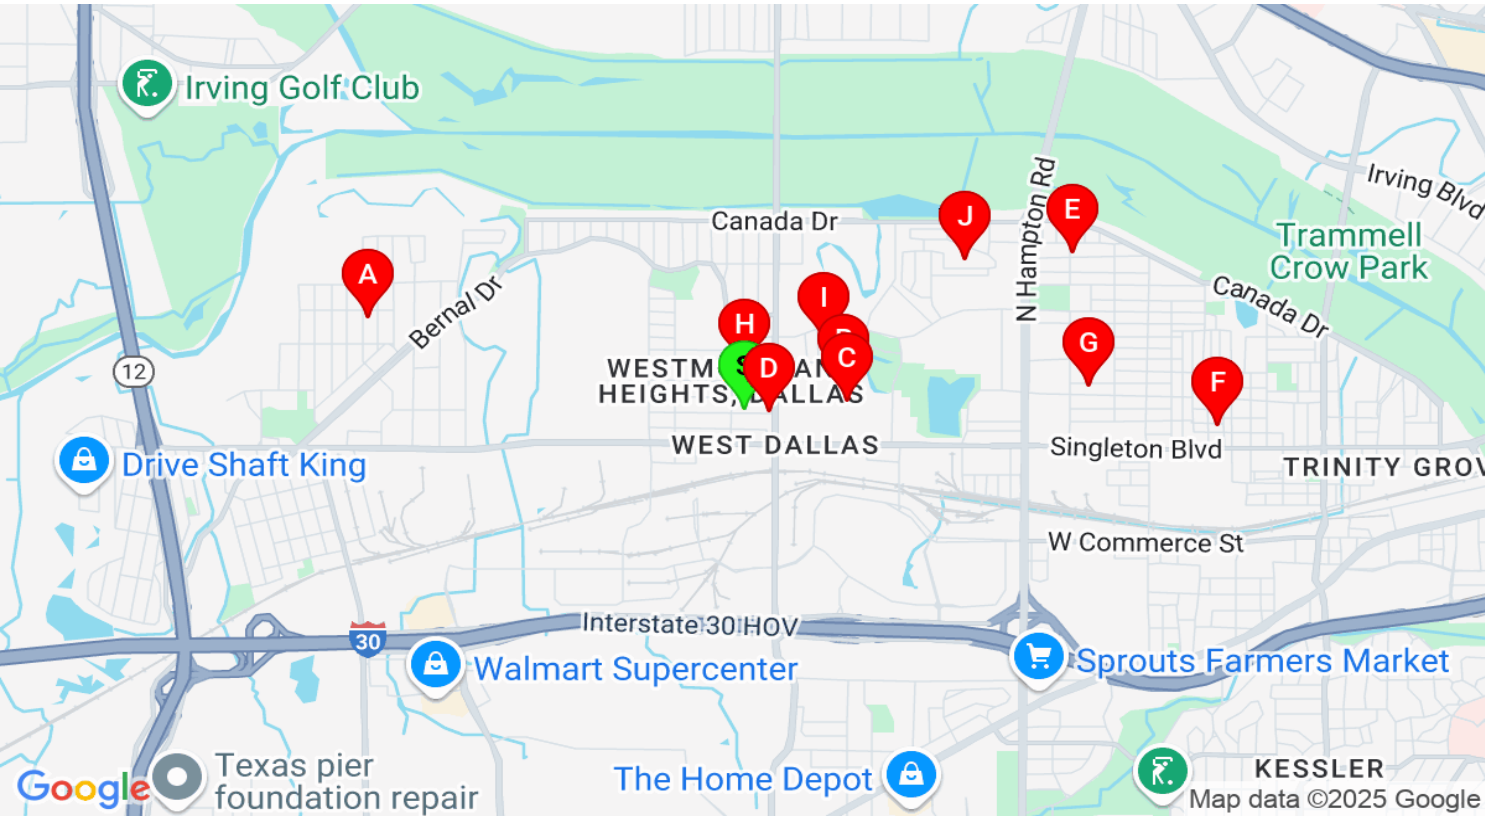 Irving Golf Club
Irving Blvd
N Hampton Rd
J
E
Canada Dr
Trammell
Crow Park
A
Bernal Dr
Canada Dr
I
H
G
C
D
F
12
HEIGHTS, DALLAS
WEST DALLAS
Singleton Blvd
Drive Shaft King
TRINITY GROV
W Commerce St
Interstate 30 HOV
30
Walmart Supercenter
Sprouts Farmers Market
Texas pier
foundation repair
The Home Depot
KESSLER
Google
Map data ©2025 Google